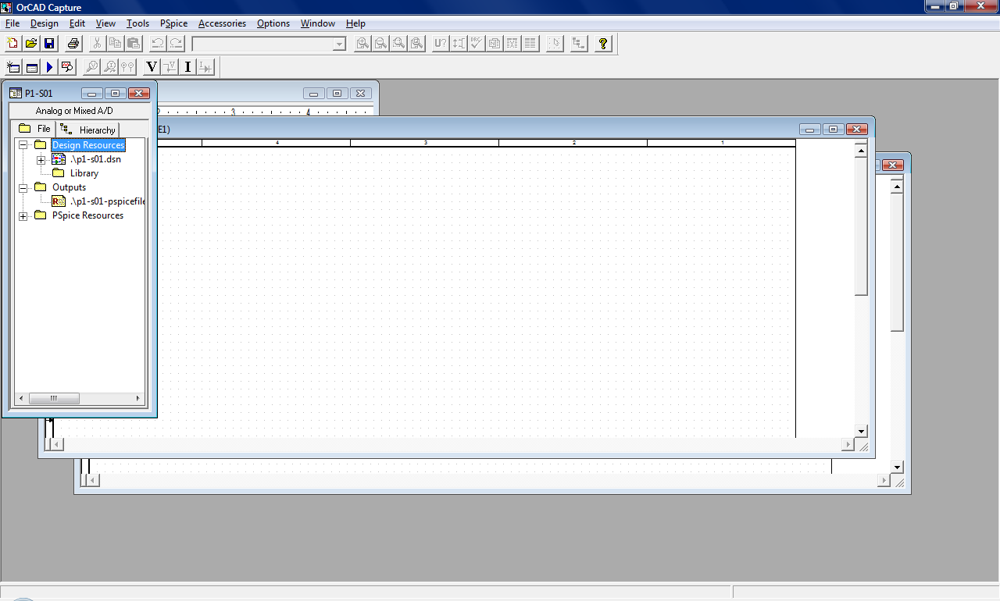 OrCAD Capture
File Design Edit View Tools PSpice Accessories Options Window Help
U?
DRC
V V I I
V V I I
P1-S01
Analog or Mixed A/D
2 3 4
File Hierarchy
E1)
4 3 2 1
Design Resources
.\p1-s01.dsn
Library
Outputs
R
.\p1-s01-pspicefile
PSpice Resources